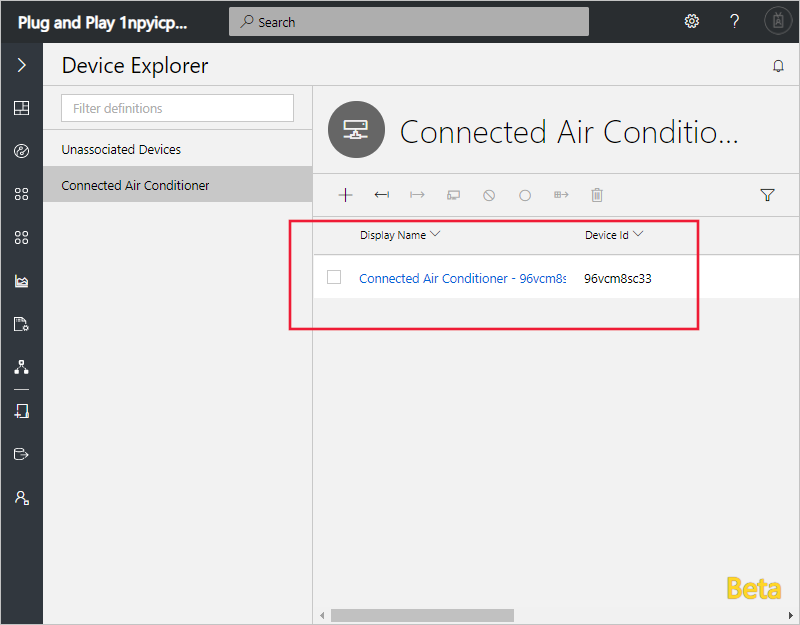 Plug and Play 1npyicp...
Search
?
Device Explorer
Filter definitions
Unassociated Devices
Connected Air Conditioner
Connected Air Conditio...
Display Name
Device Id
Connected Air Conditioner - 96vcm8s
96vcm8sc33
Beta